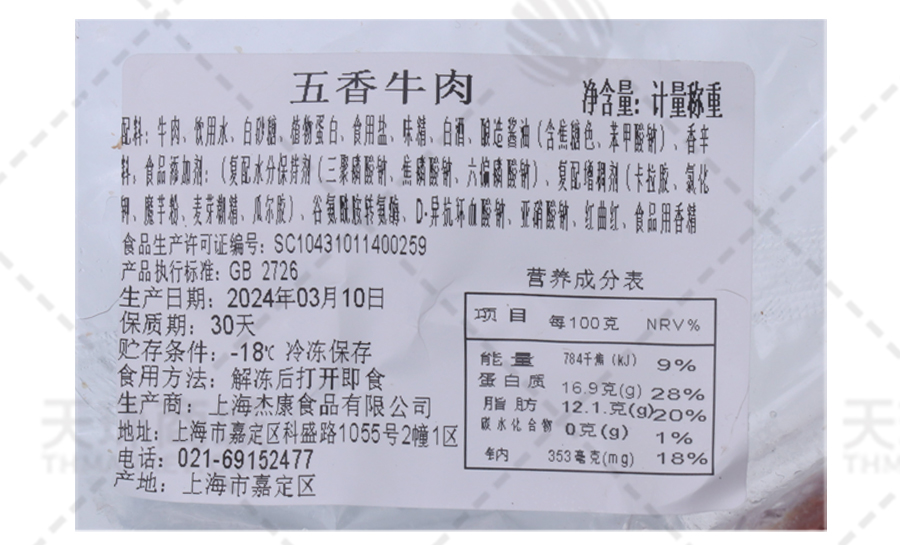 五香牛肉
净含量：计量称重
配料：牛肉、饮用水、白砂糖、植物蛋白、食用盐、味精、白酒、酿造酱油（含焦糖色、苯甲酸钠）、香辛
料，食品添加剂：（复配水分保持剂（三聚磷酸钠、焦磷酸钠、六偏磷酸钠）、复配增稠剂（卡拉胶、氯化
钾、魔芋粉、麦芽糊精、瓜尔胶）、谷氨酰胺转氨酶、D-异抗坏血酸钠、亚硝酸钠、红曲红、食品用香精
食品生产许可证编号：SC10431011400259
产品执行标准：GB 2726
生产日期：2024年03月10日
保质期：30天
贮存条件：-18℃ 冷冻保存
食用方法：解冻后打开即食
生产商：上海杰康食品有限公司
地址：上海市嘉定区科盛路1055号2幢1区
电话：021-69152477
产地：上海市嘉定区
营养成分表
项目 每100克 NRV%
能量 784千焦（kJ） 9%
蛋白质 16.9克(g) 28%
脂肪 12.1.克(g) 20%
碳水化合物 0克(g) 1%
钠 353毫克(mg) 18%